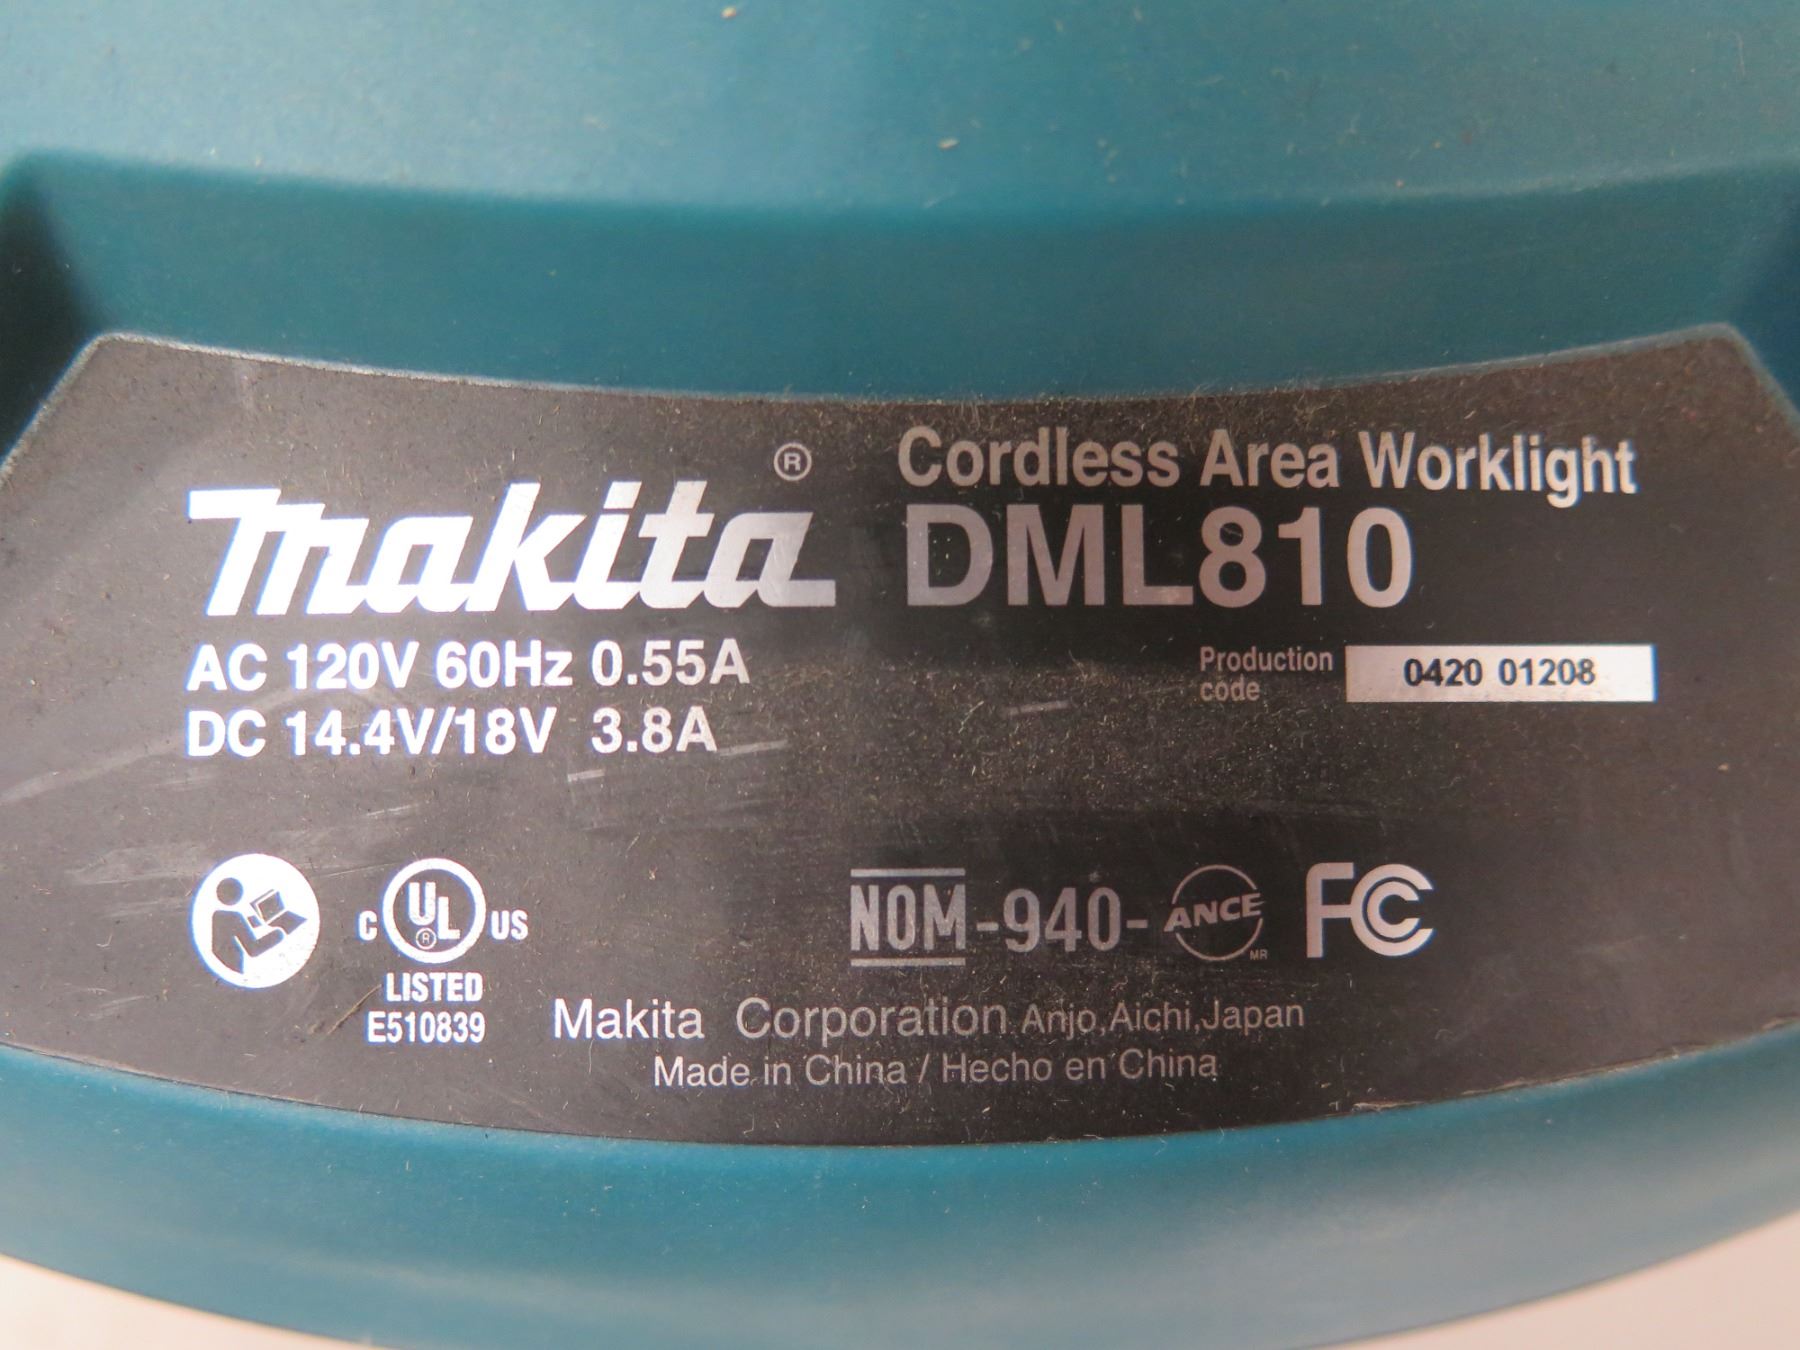 makita®
Cordless Area Worklight
DML810
AC 120V 60Hz 0.55A
DC 14.4V/18V 3.8A
Production
code
0420 01208
C UL® US
LISTED
E510839
NOM-940-ANCE MR FC
Makita Corporation Anjo,Aichi,Japan
Made in China / Hecho en China